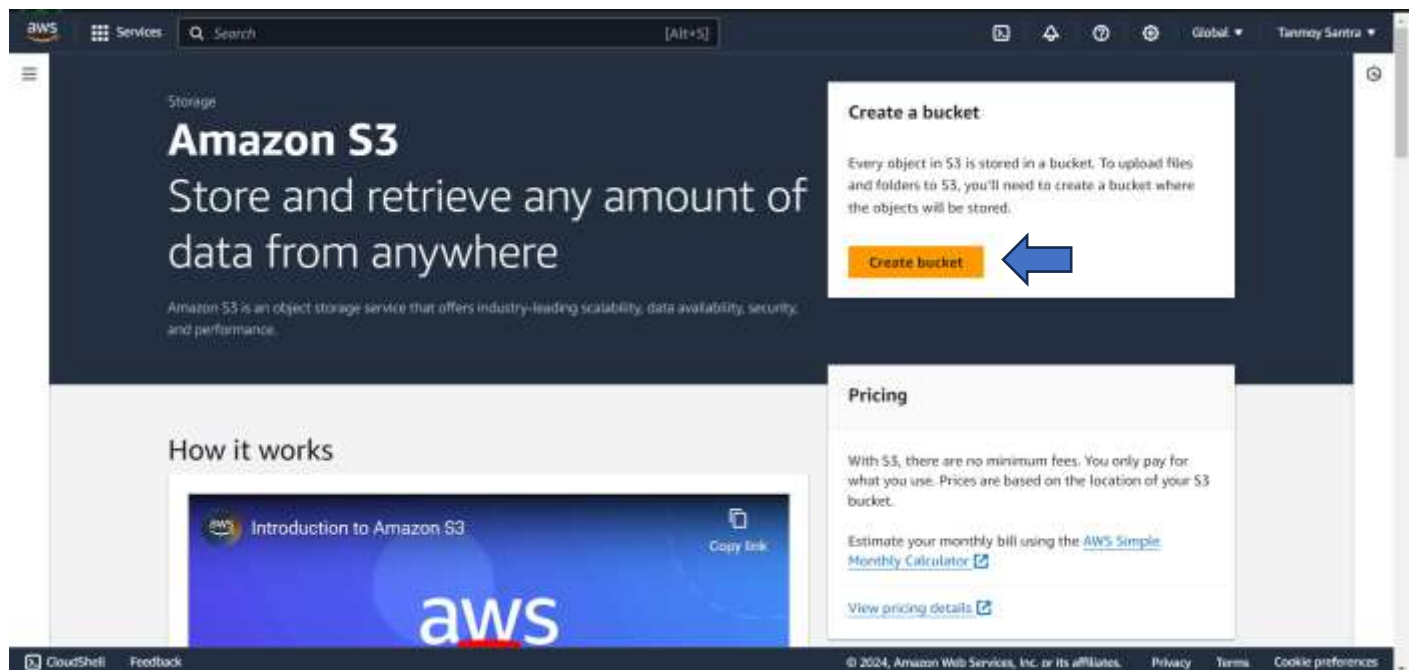 aws
Services
Search
[Alt+S]
Global
Tanmoy Santra
Storage
Amazon S3
Store and retrieve any amount of
data from anywhere
Amazon S3 is an object storage service that offers industry-leading scalability, data availability, security,
and performance.
Create a bucket
Every object in S3 is stored in a bucket. To upload files
and folders to S3, you'll need to create a bucket where
the objects will be stored.
Create bucket
How it works
aws
Introduction to Amazon S3
Copy link
aws
Pricing
With S3, there are no minimum fees. You only pay for
what you use. Prices are based on the location of your S3
bucket.
Estimate your monthly bill using the AWS Simple
Monthly Calculator
View pricing details
CloudShell
Feedback
© 2024, Amazon Web Services, Inc. or its affiliates.
Privacy
Terms
Cookie preferences